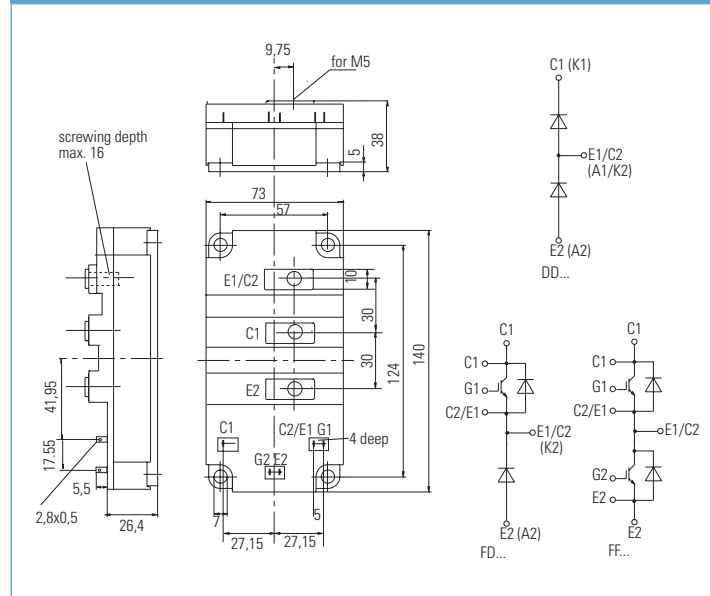 9,75
for M5
38
5
screwing depth
max. 16
73
57
E1/C2
10
30
C1
30
E2
124
140
41,95
17.55
C1
C2/E1 G1
4 deep
G2 E2
5,5
2,8x0,5
26,4
7
5
27,15
27,15
C1 (K1)
E1/C2
(A1/K2)
E2 (A2)
DD...
C1
C1
G1
C2/E1
E1/C2
(K2)
E2 (A2)
FD...
C1
C1
G1
C2/E1
E1/C2
G2
E2
E2
FF...